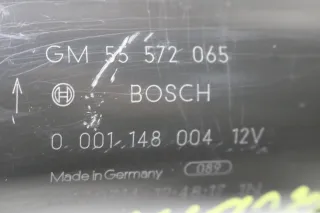 GM 55 572 065
BOSCH
0 001 148 004 12V
Made in Germany 089